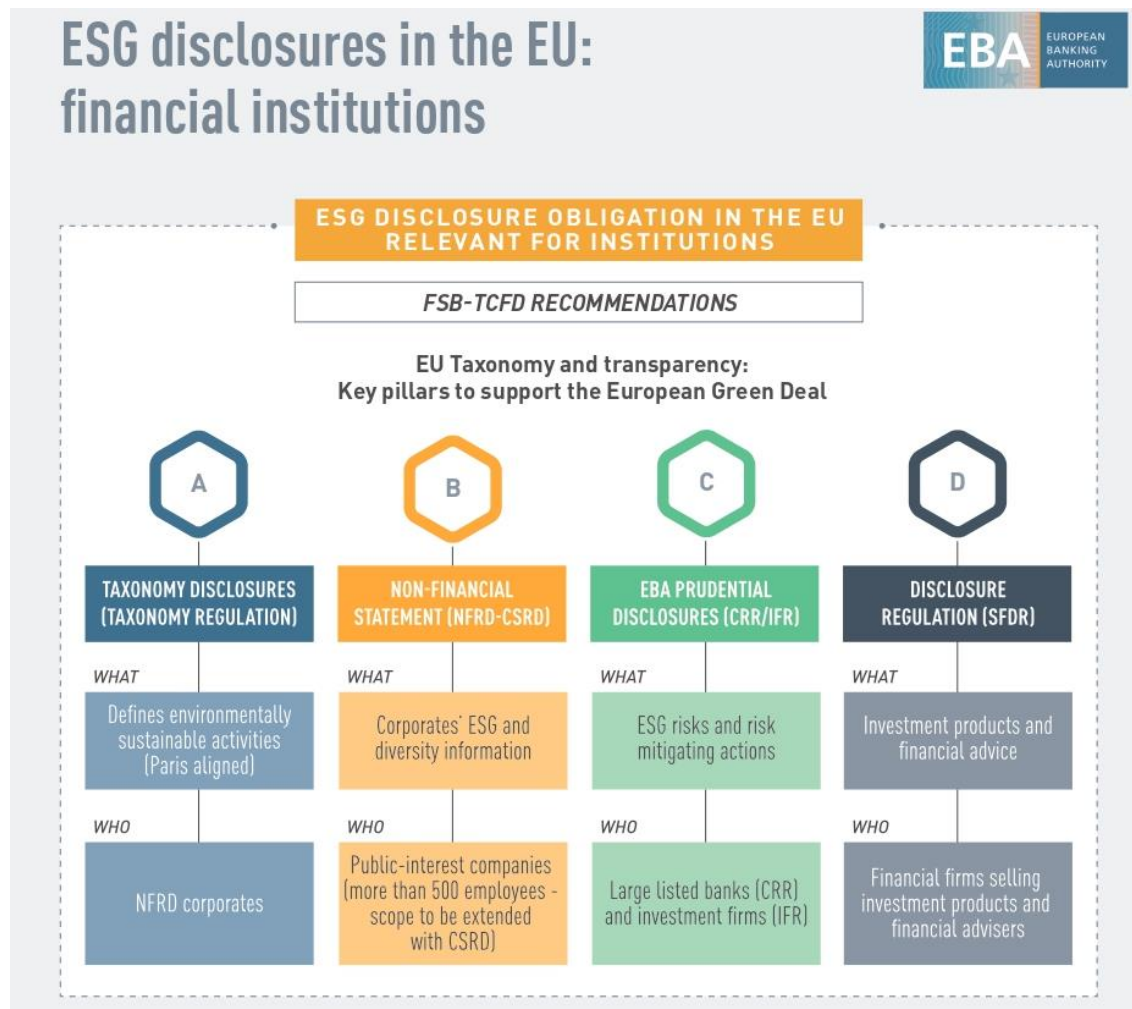 ESG disclosures in the EU:
financial institutions
EBA
EUROPEAN
BANKING
AUTHORITY
ESG DISCLOSURE OBLIGATION IN THE EU
RELEVANT FOR INSTITUTIONS
FSB-TCFD RECOMMENDATIONS
EU Taxonomy and transparency:
Key pillars to support the European Green Deal
A
TAXONOMY DISCLOSURES
(TAXONOMY REGULATION)
WHAT
Defines environmentally
sustainable activities
(Paris aligned)
WHO
NFRD corporates
B
NON-FINANCIAL
STATEMENT (NFRD-CSRD)
WHAT
Corporates' ESG and
diversity information
WHO
Public-interest companies
(more than 500 employees -
scope to be extended
with CSRD)
C
EBA PRUDENTIAL
DISCLOSURES (CRR/IFR)
WHAT
ESG risks and risk
mitigating actions
WHO
Large listed banks (CRR)
and investment firms (IFR)
D
DISCLOSURE
REGULATION (SFDR)
WHAT
Investment products and
financial advice
WHO
Financial firms selling
investment products and
financial advisers